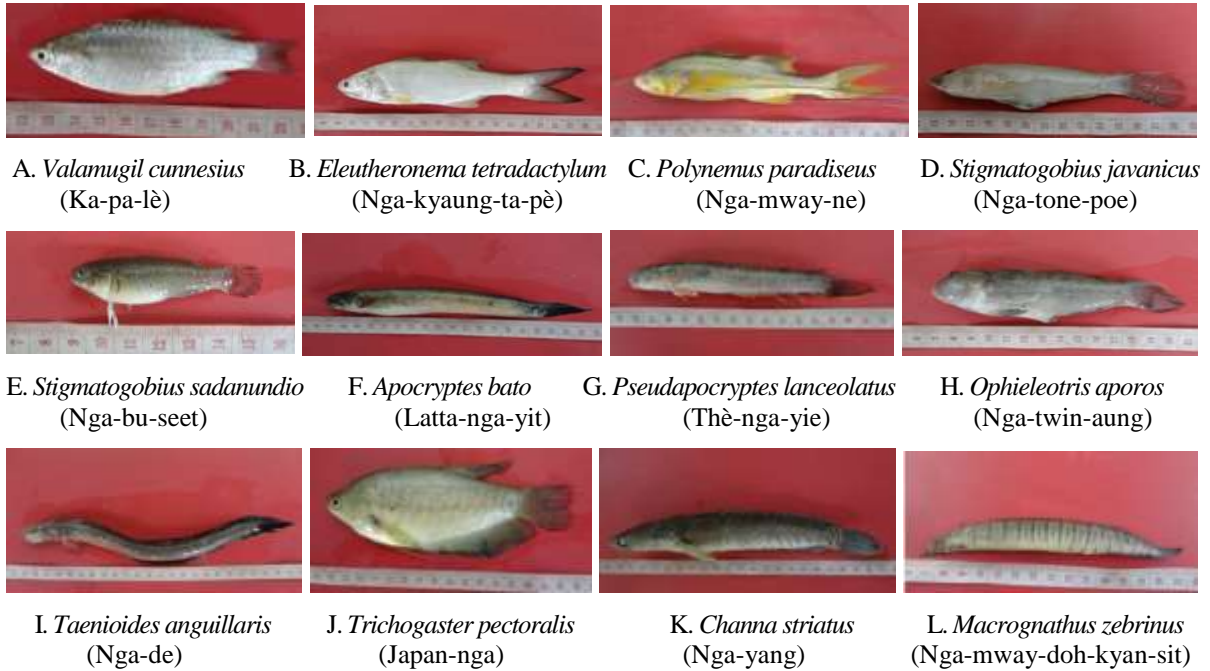 A. Valamugil cunnesius
(Ka-pa-lè)
B. Eleutheronema tetradactylum
(Nga-kyaung-ta-pè)
C. Polynemus paradiseus
(Nga-mway-ne)
D. Stigmatogobius javanicus
(Nga-tone-poe)
E. Stigmatogobius sadanundio
(Nga-bu-seet)
F. Apocryptes bato
(Latta-nga-yit)
G. Pseudapocryptes lanceolatus
(Thè-nga-yie)
H. Ophieleotris aporos
(Nga-twin-aung)
I. Taenioides anguillaris
(Nga-de)
J. Trichogaster pectoralis
(Japan-nga)
K. Channa striatus
(Nga-yang)
L. Macrognathus zebrinus
(Nga-mway-doh-kyan-sit)